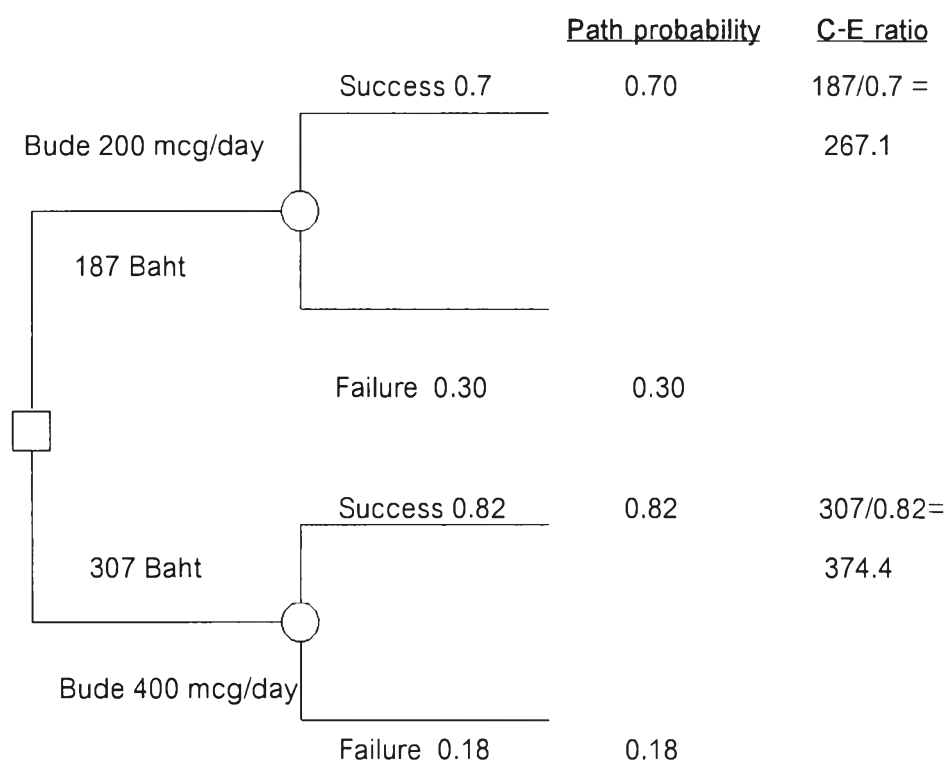 Path probability C-E ratio
Success 0.7 0.70 187/0.7 =
Bude 200 mcg/day 267.1
187 Baht
Failure 0.30 0.30
Success 0.82 0.82 307/0.82=
307 Baht 374.4
Bude 400 mcg/day
Failure 0.18 0.18